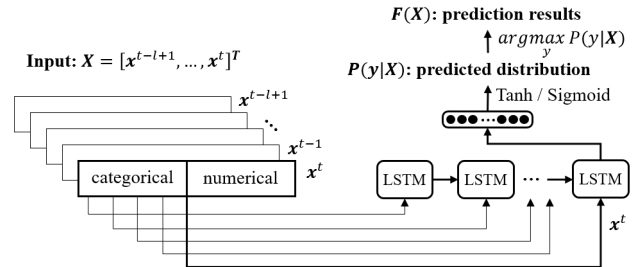 F(X): prediction results
argmax P(y|X)
y
Input: X = [x^{t-l+1}, ..., x^t]^T
P(y|X): predicted distribution
Tanh / Sigmoid
x^{t-l+1}
⋱
x^{t-1}
categorical numerical x^t
LSTM LSTM ... LSTM
x^t